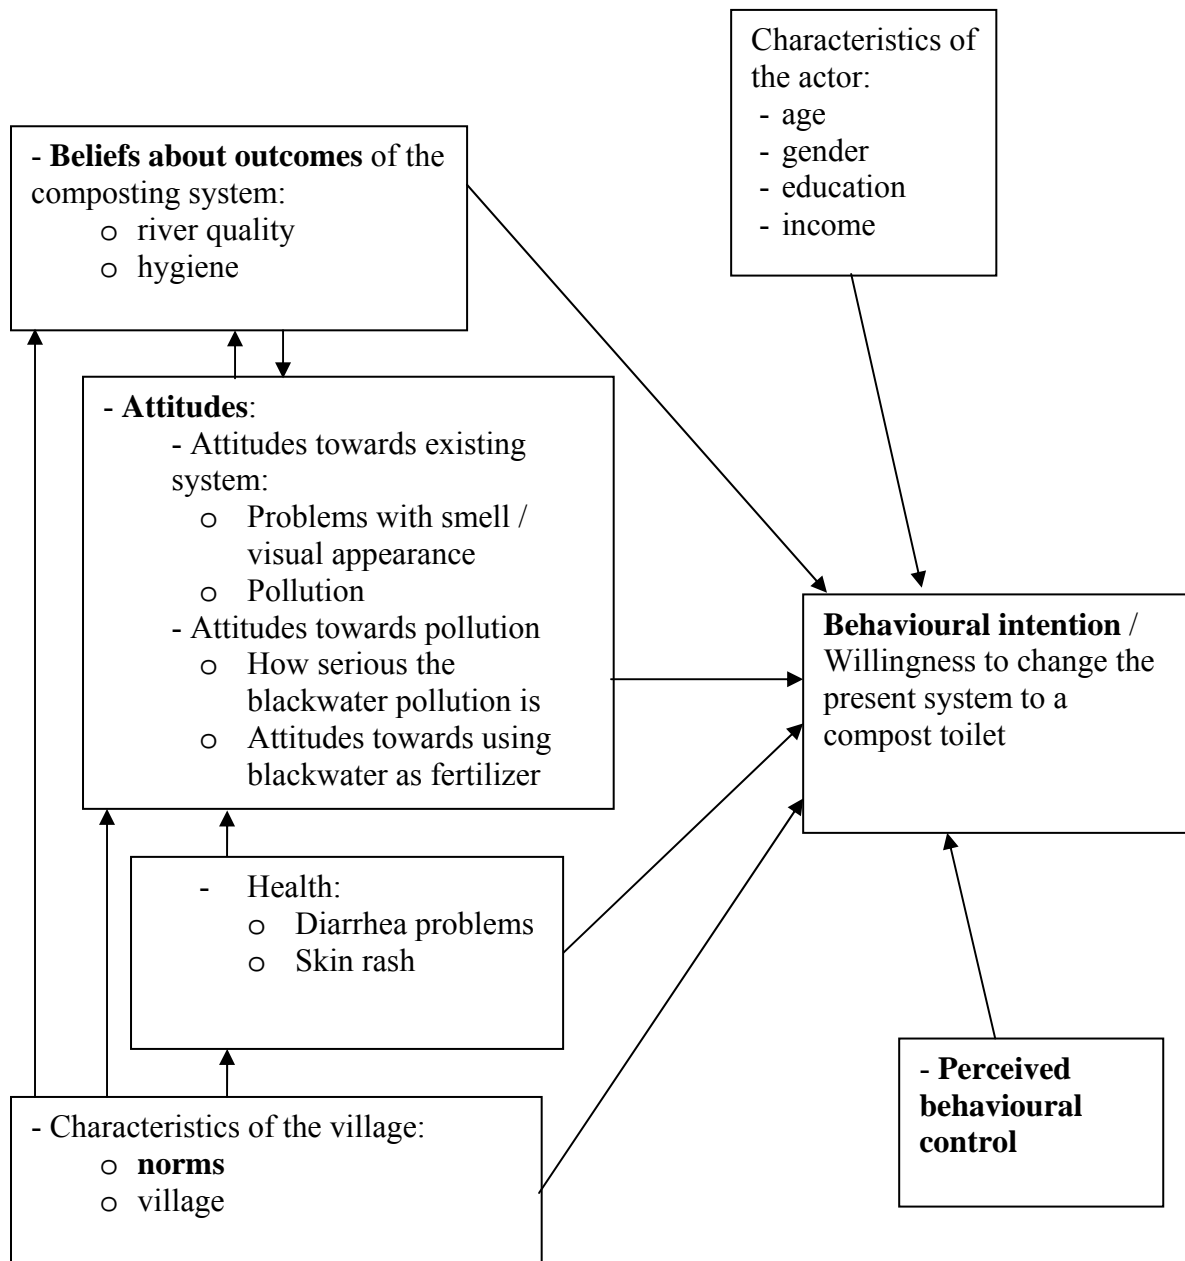 Characteristics of
the actor:
- age
- gender
- education
- income
- Beliefs about outcomes of the
composting system:
o river quality
o hygiene
- Attitudes:
- Attitudes towards existing
system:
o Problems with smell /
visual appearance
o Pollution
- Attitudes towards pollution
o How serious the
blackwater pollution is
o Attitudes towards using
blackwater as fertilizer
Behavioural intention /
Willingness to change the
present system to a
compost toilet
- Health:
o Diarrhea problems
o Skin rash
- Perceived
behavioural
control
- Characteristics of the village:
o norms
o village